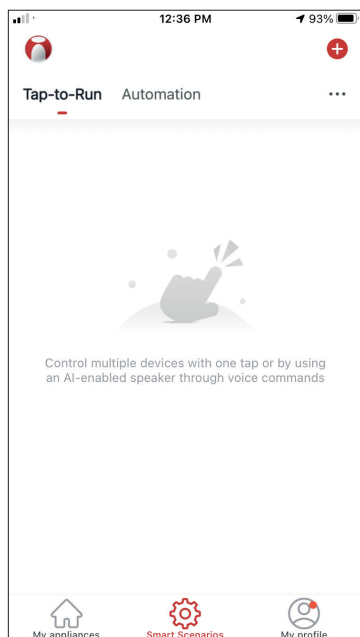 12:36 PM 93%
Tap-to-Run Automation
Control multiple devices with one tap or by using
an AI-enabled speaker through voice commands
My appliances Smart Scenarios My profile